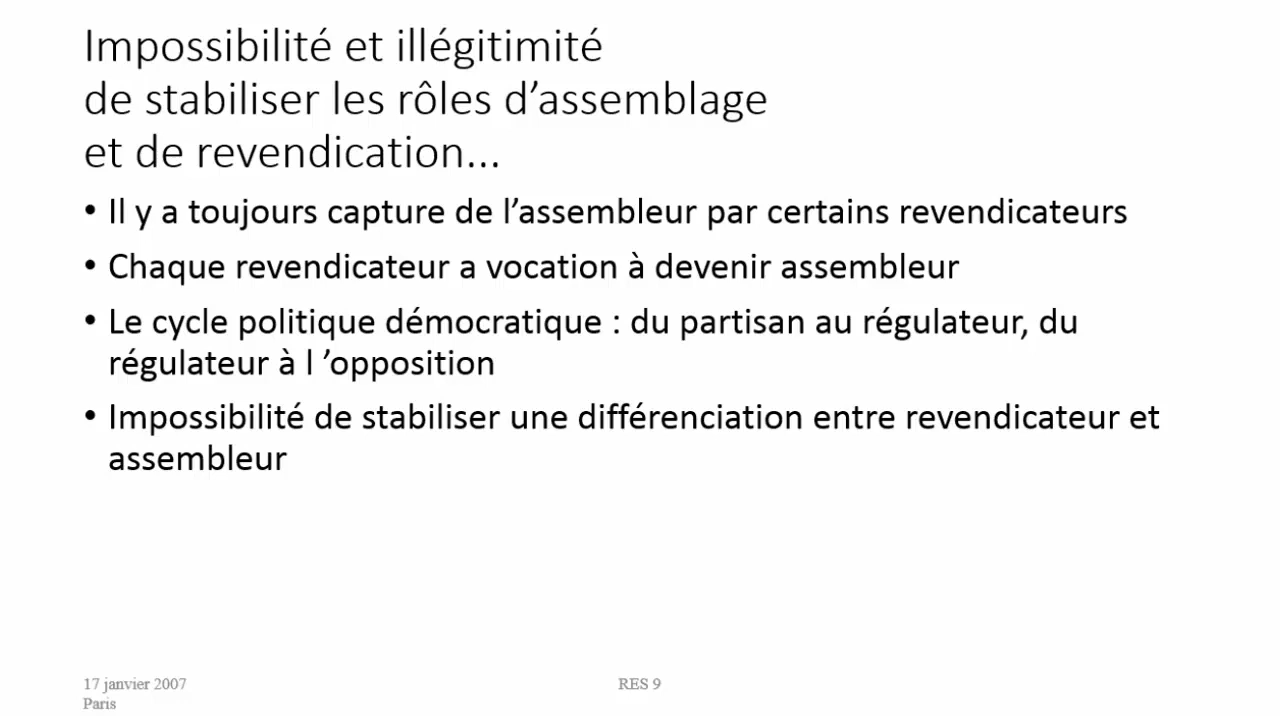 Impossibilité et illégitimité
de stabiliser les rôles d’assemblage
et de revendication...
• Il y a toujours capture de l’assembleur par certains revendicateurs
• Chaque revendicateur a vocation à devenir assembleur
• Le cycle politique démocratique : du partisan au régulateur, du
régulateur à l ’opposition
• Impossibilité de stabiliser une différenciation entre revendicateur et
assembleur
17 janvier 2007
Paris
RES 9